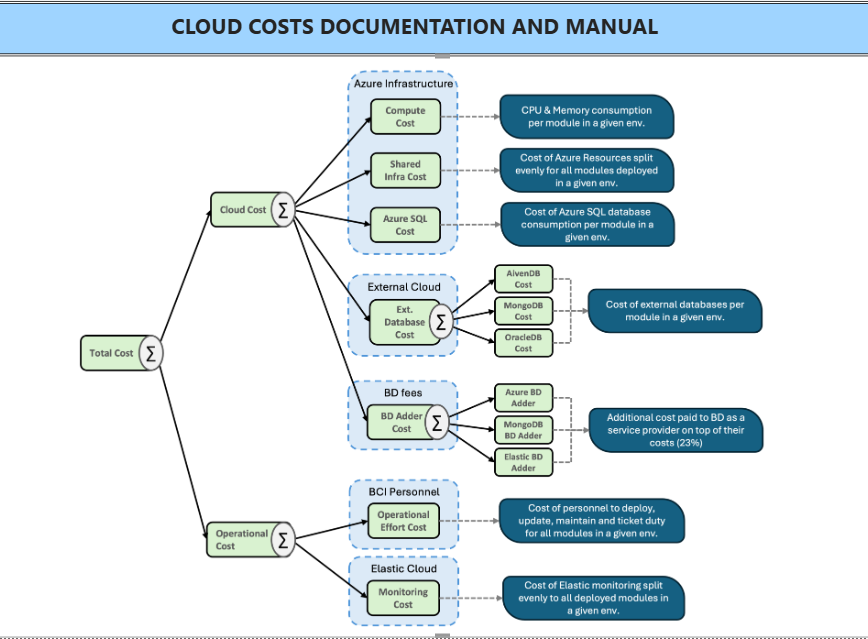 CLOUD COSTS DOCUMENTATION AND MANUAL
Azure Infrastructure
Compute
Cost
CPU & Memory consumption
per module in a given env.
Shared
Infra Cost
Cost of Azure Resources split
evenly for all modules deployed
in a given env.
Cloud Cost
Σ
Azure SQL
Cost
Cost of Azure SQL database
consumption per module in a
given env.
External Cloud
Ext.
Database
Cost
Σ
AivenDB
Cost
MongoDB
Cost
OracleDB
Cost
Cost of external databases per
module in a given env.
Total Cost
Σ
BD fees
BD Adder
Cost
Σ
Azure BD
Adder
MongoDB
BD Adder
Elastic BD
Adder
Additional cost paid to BD as a
service provider on top of their
costs (23%)
BCI Personnel
Operational
Effort Cost
Cost of personnel to deploy,
update, maintain and ticket duty
for all modules in a given env.
Operational
Cost
Σ
Elastic Cloud
Monitoring
Cost
Cost of Elastic monitoring split
evenly to all deployed modules in
a given env.